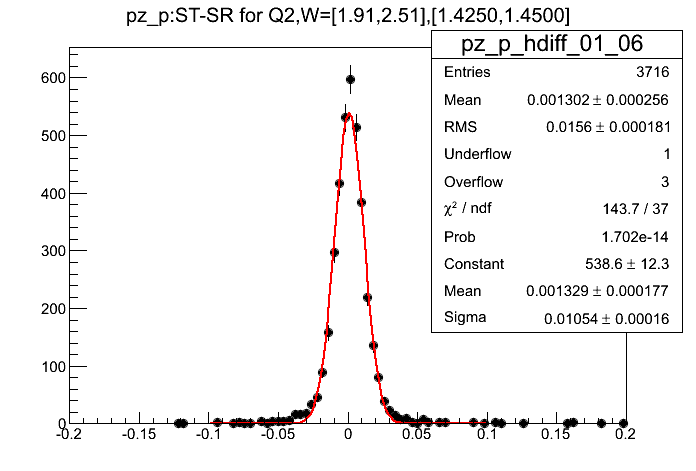 pz_p:ST-SR for Q2,W=[1.91,2.51],[1.4250,1.4500]
pz_p_hdiff_01_06
Entries 3716
Mean 0.001302 ± 0.000256
RMS 0.0156 ± 0.000181
Underflow 1
Overflow 3
χ² / ndf 143.7 / 37
Prob 1.702e-14
Constant 538.6 ± 12.3
Mean 0.001329 ± 0.000177
Sigma 0.01054 ± 0.00016
600
500
400
300
200
100
0
-0.2 -0.15 -0.1 -0.05 0 0.05 0.1 0.15 0.2